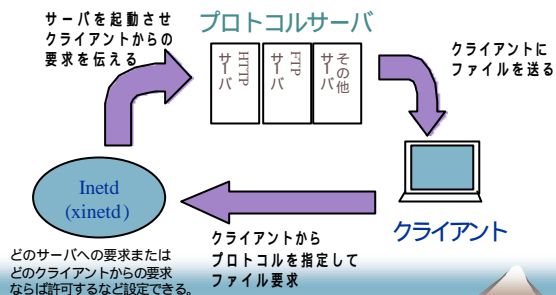 サーバを起動させ
クライアントからの
要求を伝える
プロトコルサーバ
HTTP
サーバ
FTP
サーバ
その他
サーバ
クライアントに
ファイルを送る
Inetd
(xinetd)
クライアント
クライアントから
プロトコルを指定して
ファイル要求
どのサーバへの要求または
どのクライアントからの要求
ならば許可するなど設定できる。